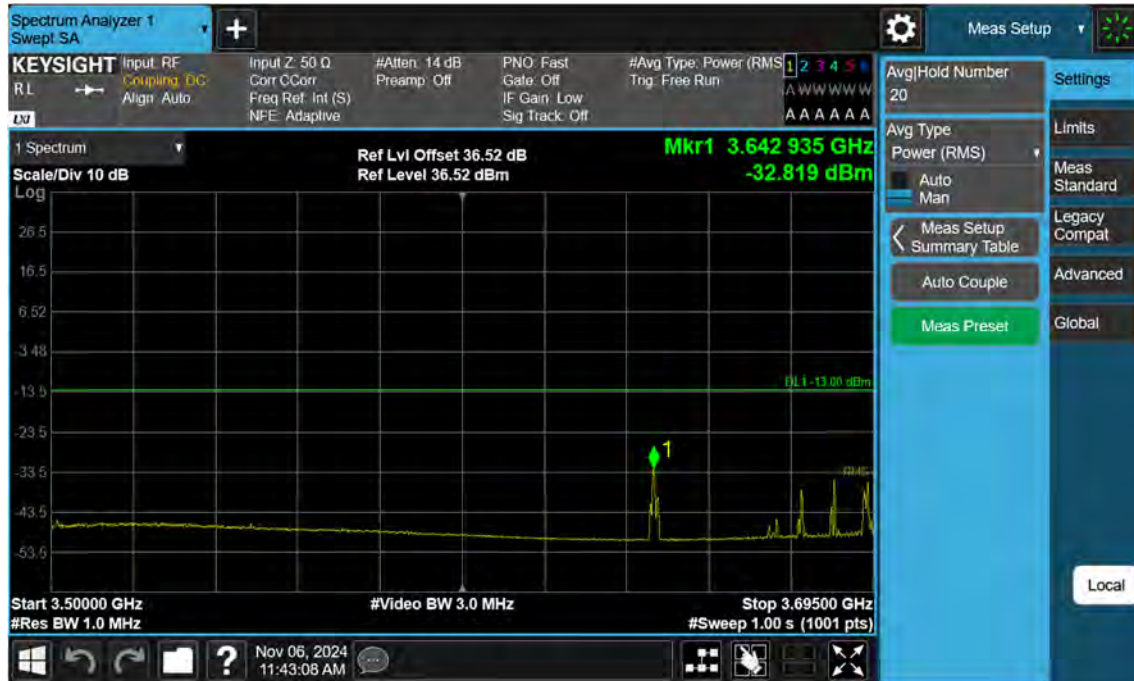 Spectrum Analyzer 1
Swept SA
Meas Setup
KEYSIGHT
RL
LXI
Input: RF
Coupling: DC
Align: Auto
Input Z: 50 Ω
Corr CCorr
Freq Ref: Int (S)
NFE: Adaptive
#Atten: 14 dB
Preamp: Off
PNO: Fast
Gate: Off
IF Gain: Low
Sig Track: Off
#Avg Type: Power (RMS)
Trig: Free Run
1 2 3 4 5 6
A W W W W W
A A A A A A
1 Spectrum
Scale/Div 10 dB
Log
Ref Lvl Offset 36.52 dB
Ref Level 36.52 dBm
Mkr1 3.642 935 GHz
-32.819 dBm
26.5
16.5
6.52
-3.48
-13.5
-23.5
-33.5
-43.5
-53.5
DL1 -13.00 dBm
1
RMS
Start 3.50000 GHz
#Res BW 1.0 MHz
#Video BW 3.0 MHz
Stop 3.69500 GHz
#Sweep 1.00 s (1001 pts)
Avg|Hold Number
20
Avg Type
Power (RMS)
Auto
Man
Meas Setup
Summary Table
Auto Couple
Meas Preset
Settings
Limits
Meas
Standard
Legacy
Compat
Advanced
Global
Local
?
Nov 06, 2024
11:43:08 AM